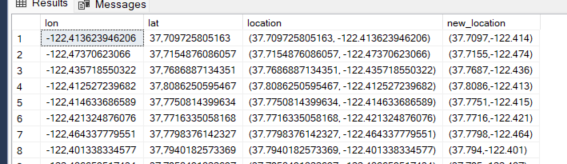 Results Messages
lon lat location new_location
1 -122,413623946206 37,709725805163 (37.709725805163, -122.413623946206) (37.7097,-122.414)
2 -122,47370623066 37,7154876086057 (37.7154876086057, -122.47370623066) (37.7155,-122.474)
3 -122,435718550322 37,7686887134351 (37.7686887134351, -122.435718550322) (37.7687,-122.436)
4 -122,412527239682 37,8086250595467 (37.8086250595467, -122.412527239682) (37.8086,-122.413)
5 -122,414633686589 37,7750814399634 (37.7750814399634, -122.414633686589) (37.7751,-122.415)
6 -122,421324876076 37,7716335058168 (37.7716335058168, -122.421324876076) (37.7716,-122.421)
7 -122,464337779551 37,7798376142327 (37.7798376142327, -122.464337779551) (37.7798,-122.464)
8 -122,401338334577 37,7940182573369 (37.7940182573369, -122.401338334577) (37.794,-122.401)